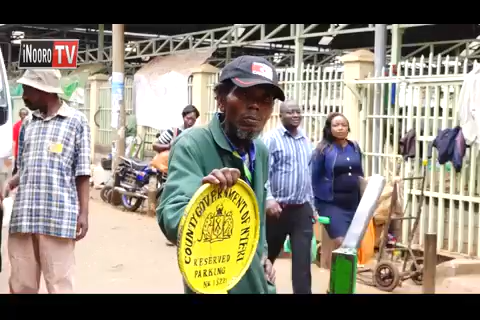 iNooro TV
COUNTY GOVERNMENT OF NYERI
RESERVED
PARKING